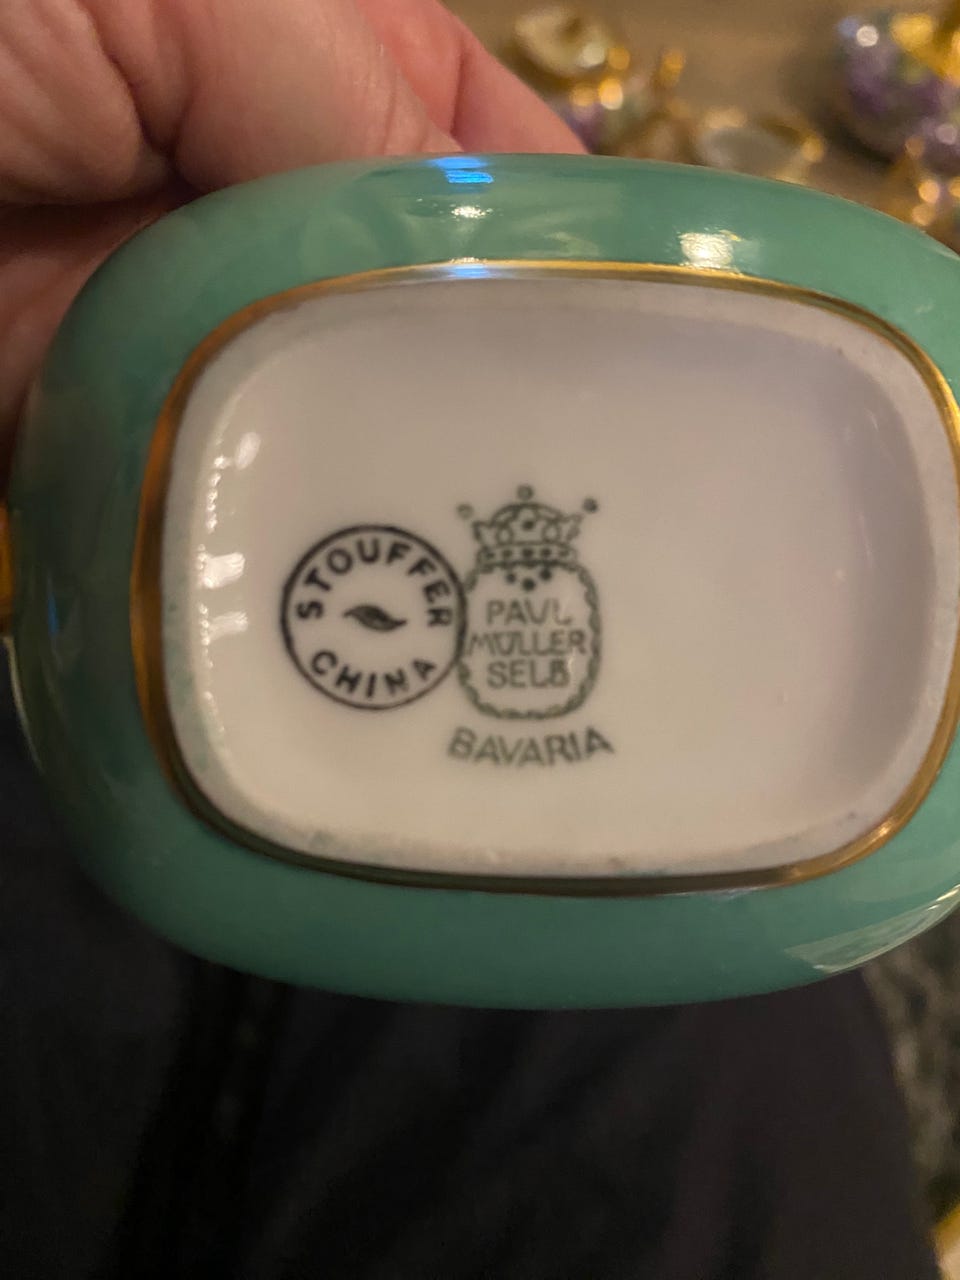 STOUFFER
CHINA
PAUL
MÜLLER
SELB
BAVARIA